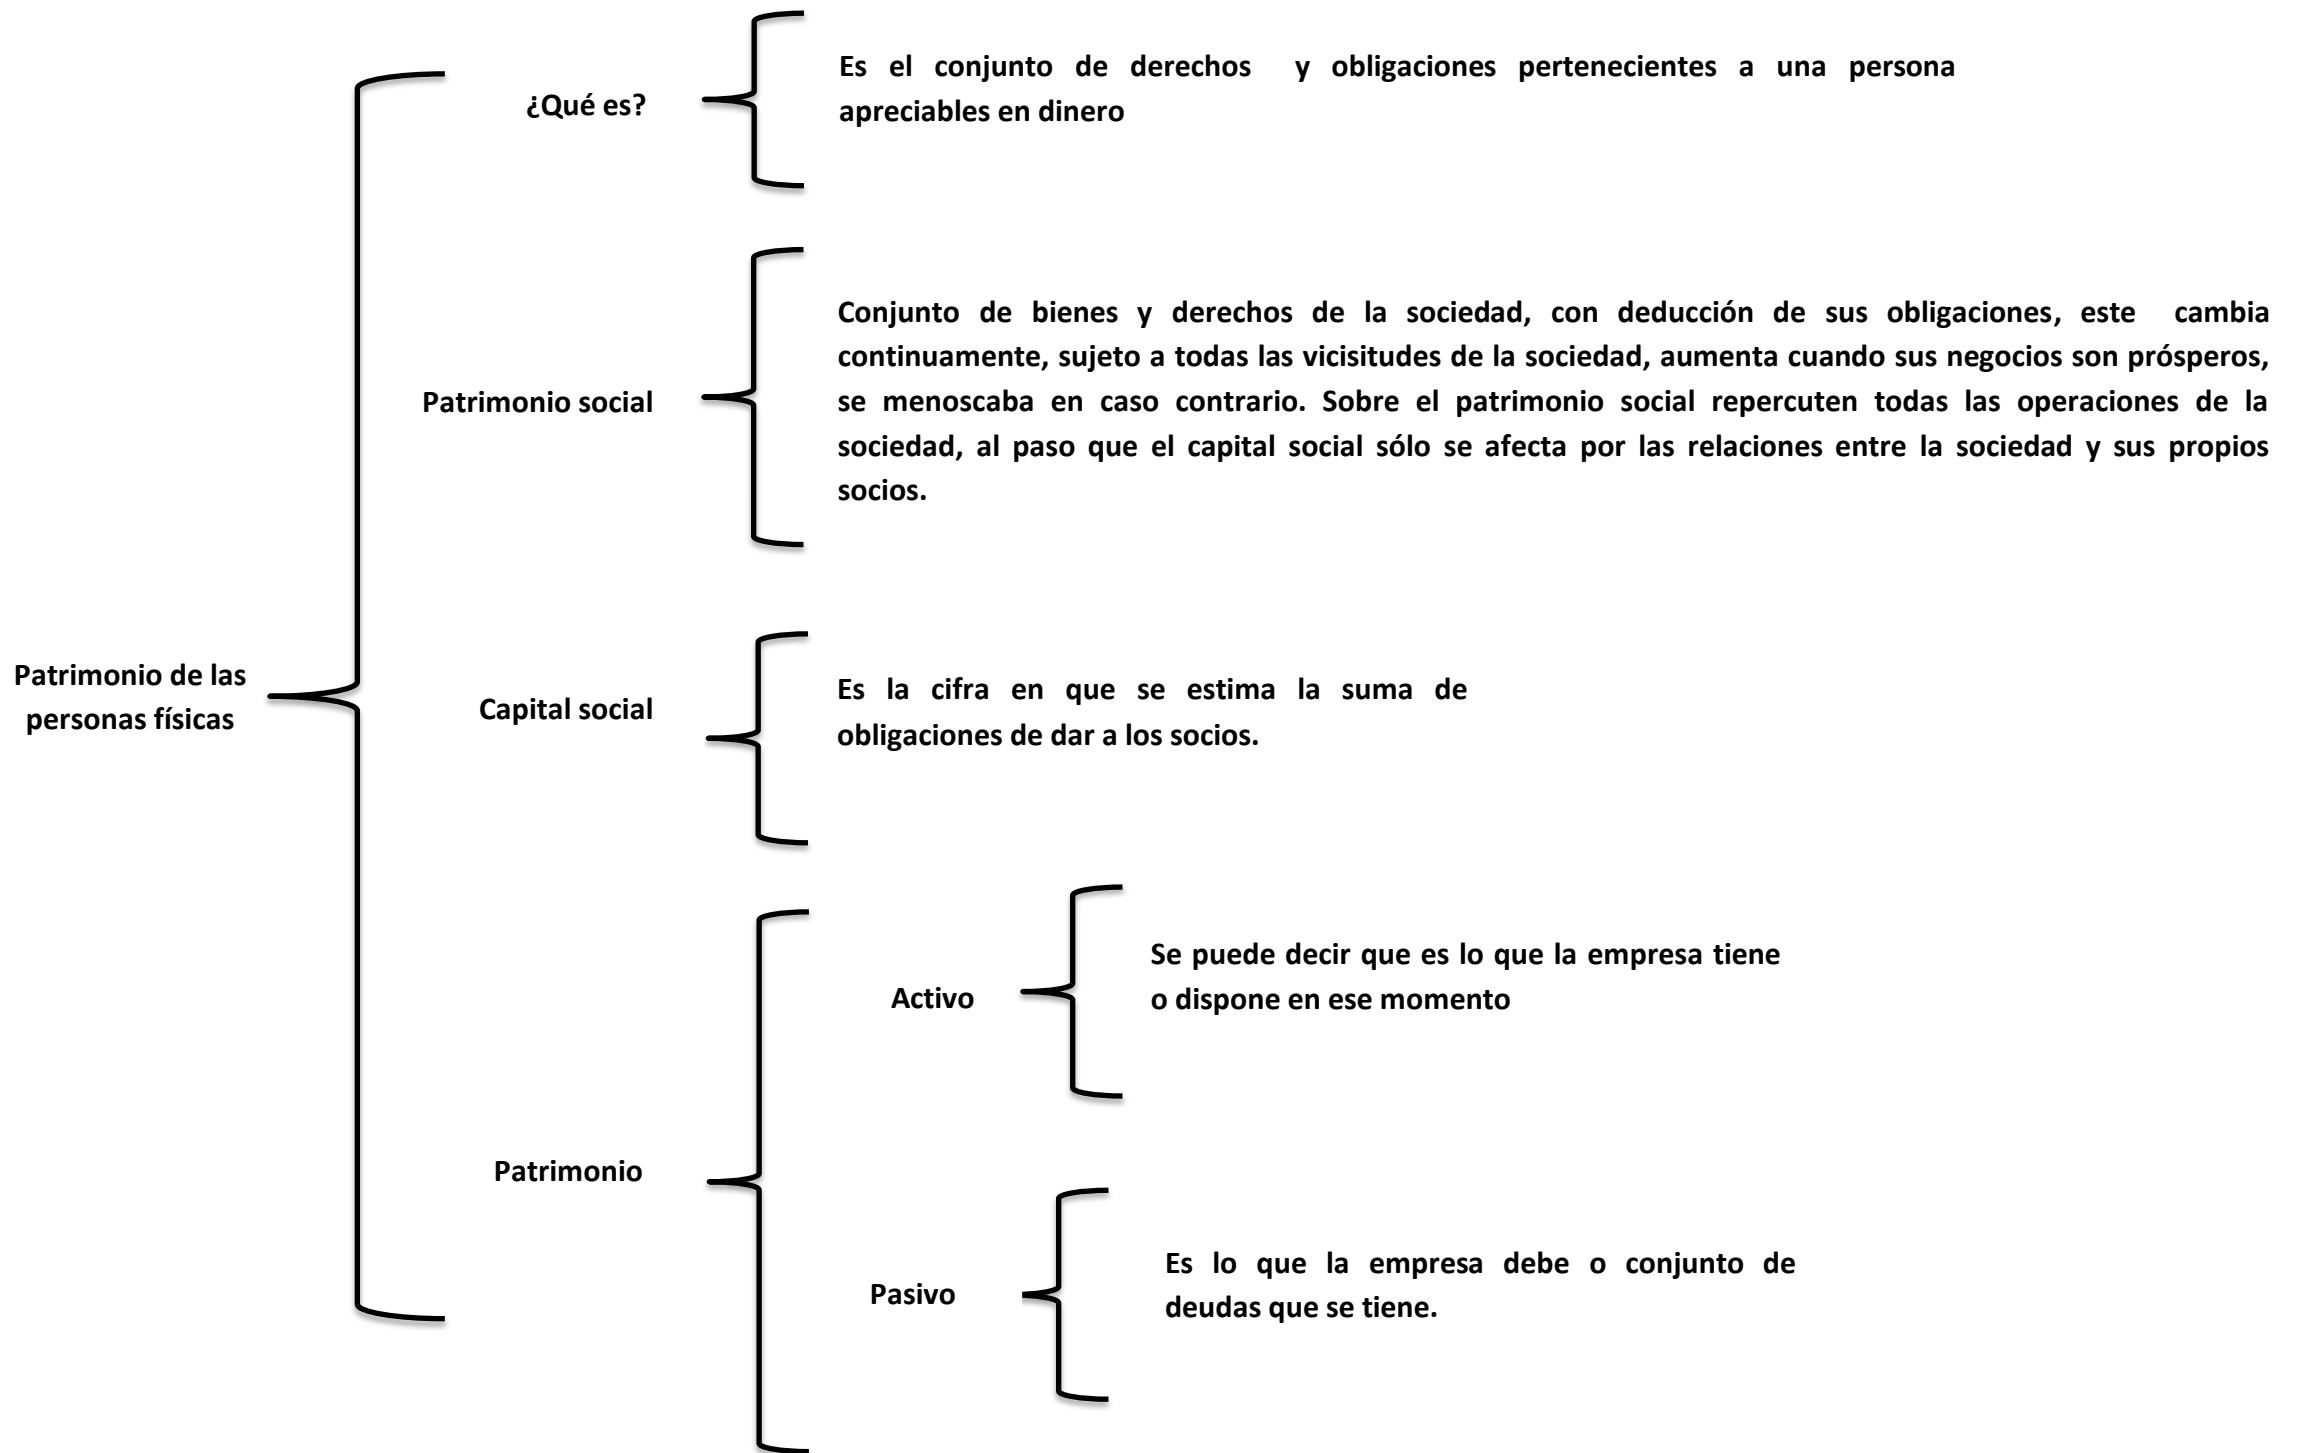 Patrimonio de las
personas físicas
¿Qué es?
Es el conjunto de derechos y obligaciones pertenecientes a una persona
apreciables en dinero
Patrimonio social
Conjunto de bienes y derechos de la sociedad, con deducción de sus obligaciones, este cambia
continuamente, sujeto a todas las vicisitudes de la sociedad, aumenta cuando sus negocios son prósperos,
se menoscaba en caso contrario. Sobre el patrimonio social repercuten todas las operaciones de la
sociedad, al paso que el capital social sólo se afecta por las relaciones entre la sociedad y sus propios
socios.
Capital social
Es la cifra en que se estima la suma de
obligaciones de dar a los socios.
Patrimonio
Activo
Se puede decir que es lo que la empresa tiene
o dispone en ese momento
Pasivo
Es lo que la empresa debe o conjunto de
deudas que se tiene.